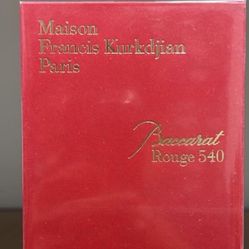 Maison
Francis Kurkdjian
Paris
Baccarat
Rouge 540